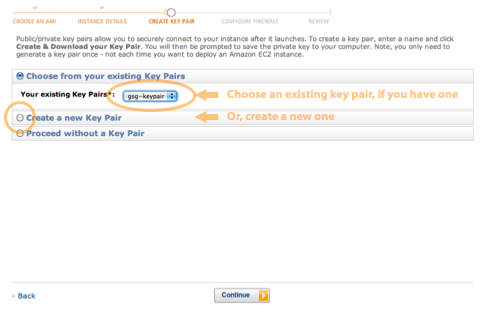 CHOOSE AN AMI INSTANCE DETAILS CREATE KEY PAIR CONFIGURE FIREWALL REVIEW
Public/private key pairs allow you to securely connect to your instance after it launches. To create a key pair, enter a name and click
Create & Download your Key Pair. You will then be prompted to save the private key to your computer. Note, you only need to
generate a key pair once - not each time you want to deploy an Amazon EC2 instance.
Choose from your existing Key Pairs
Your existing Key Pairs*: gsg-keypair Choose an existing key pair, if you have one
Create a new Key Pair Or, create a new one
Proceed without a Key Pair
Back Continue